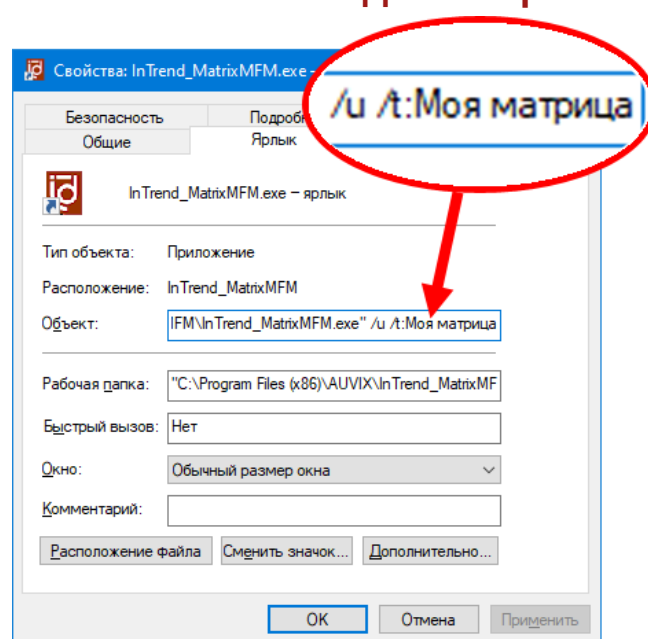 Свойства: InTrend_MatrixMFM.exe –
/u /t:Моя матрица
Безопасность
Общие
Ярлык
InTrend_MatrixMFM.exe – ярлык
Тип объекта: Приложение
Расположение: InTrend_MatrixMFM
Объект: IFM\InTrend_MatrixMFM.exe" /u /t:Моя матрица
Рабочая папка: "C:\Program Files (x86)\AUVIX\InTrend_MatrixMF
Быстрый вызов: Нет
Окно: Обычный размер окна
Комментарий:
Расположение файла Сменить значок... Дополнительно...
OK Отмена Применить